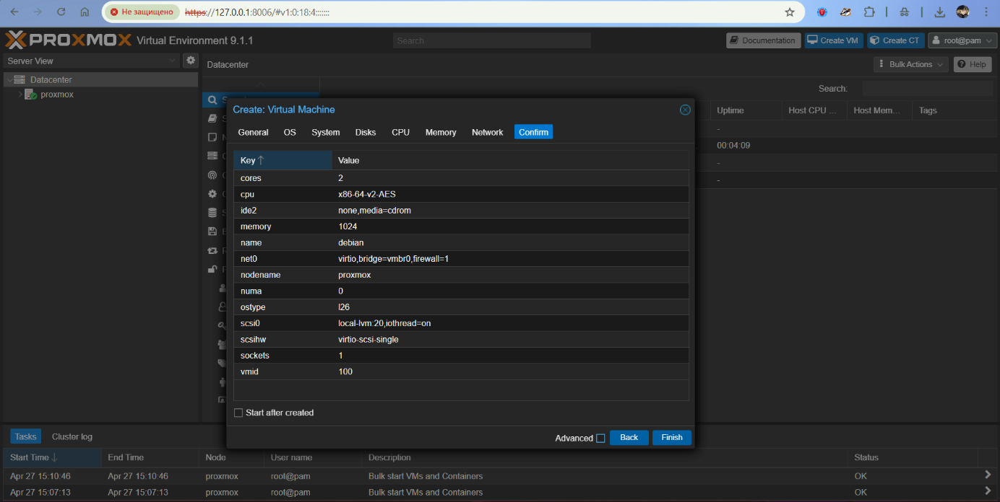 Не защищено https://127.0.0.1:8006/#v1:0:18:4:::::::
PROXMOX Virtual Environment 9.1.1 Search Documentation Create VM Create CT root@pam
Server View
Datacenter Bulk Actions Help
Datacenter
proxmox
Search:
Uptime Host CPU ... Host Mem... Tags
-
00:04:09
-
-
Create: Virtual Machine
General OS System Disks CPU Memory Network Confirm
Key Value
cores 2
cpu x86-64-v2-AES
ide2 none,media=cdrom
memory 1024
name debian
net0 virtio,bridge=vmbr0,firewall=1
nodename proxmox
numa 0
ostype l26
scsi0 local-lvm:20,iothread=on
scsihw virtio-scsi-single
sockets 1
vmid 100
Start after created
Advanced Back Finish
Tasks Cluster log
Start Time End Time Node User name Description Status
Apr 27 15:10:46 Apr 27 15:10:46 proxmox root@pam Bulk start VMs and Containers OK
Apr 27 15:07:13 Apr 27 15:07:13 proxmox root@pam Bulk start VMs and Containers OK